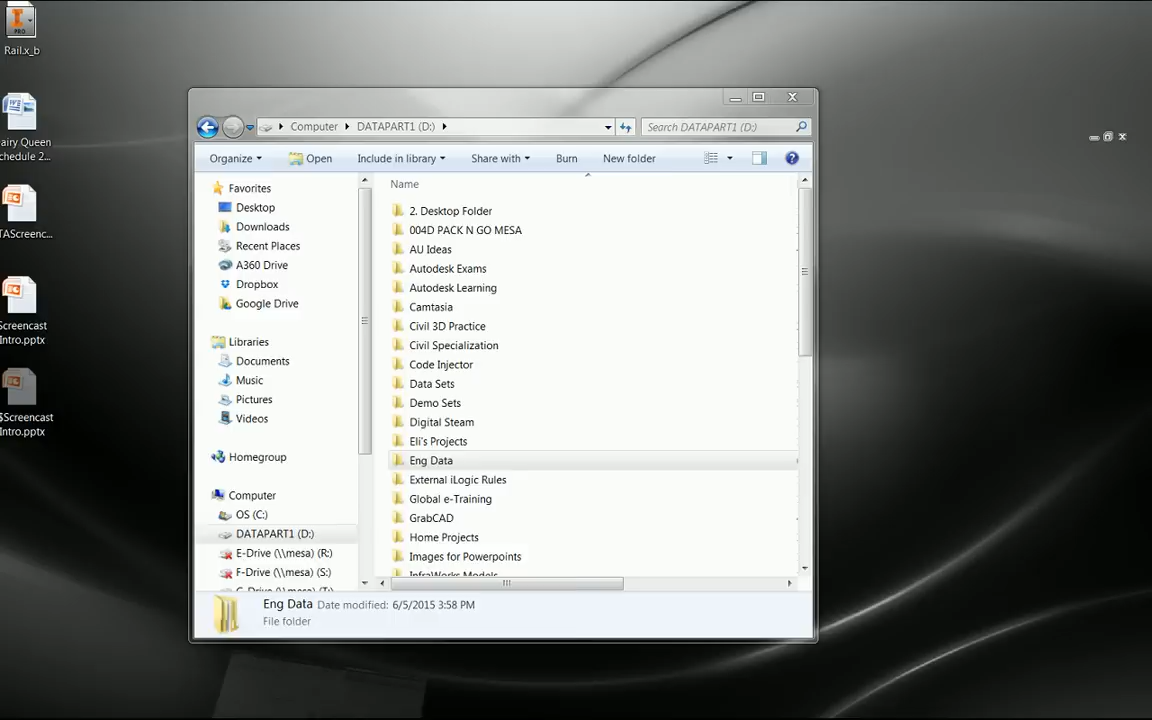 PRO
Rail.x_b
airy Queen
chedule 2...
TAScreenc...
Screencast
Intro.pptx
$Screencast
Intro.pptx
Computer
DATAPART1 (D:)
Search DATAPART1 (D:)
Organize
Open
Include in library
Share with
Burn
New folder
Favorites
Desktop
Downloads
Recent Places
A360 Drive
Dropbox
Google Drive
Libraries
Documents
Music
Pictures
Videos
Homegroup
Computer
OS (C:)
DATAPART1 (D:)
E-Drive (\\mesa) (R:)
F-Drive (\\mesa) (S:)
G-Drive (\\mesa) (T:)
Name
2. Desktop Folder
004D PACK N GO MESA
AU Ideas
Autodesk Exams
Autodesk Learning
Camtasia
Civil 3D Practice
Civil Specialization
Code Injector
Data Sets
Demo Sets
Digital Steam
Eli's Projects
Eng Data
External iLogic Rules
Global e-Training
GrabCAD
Home Projects
Images for Powerpoints
InfraWorks Models
Eng Data Date modified: 6/5/2015 3:58 PM
File folder